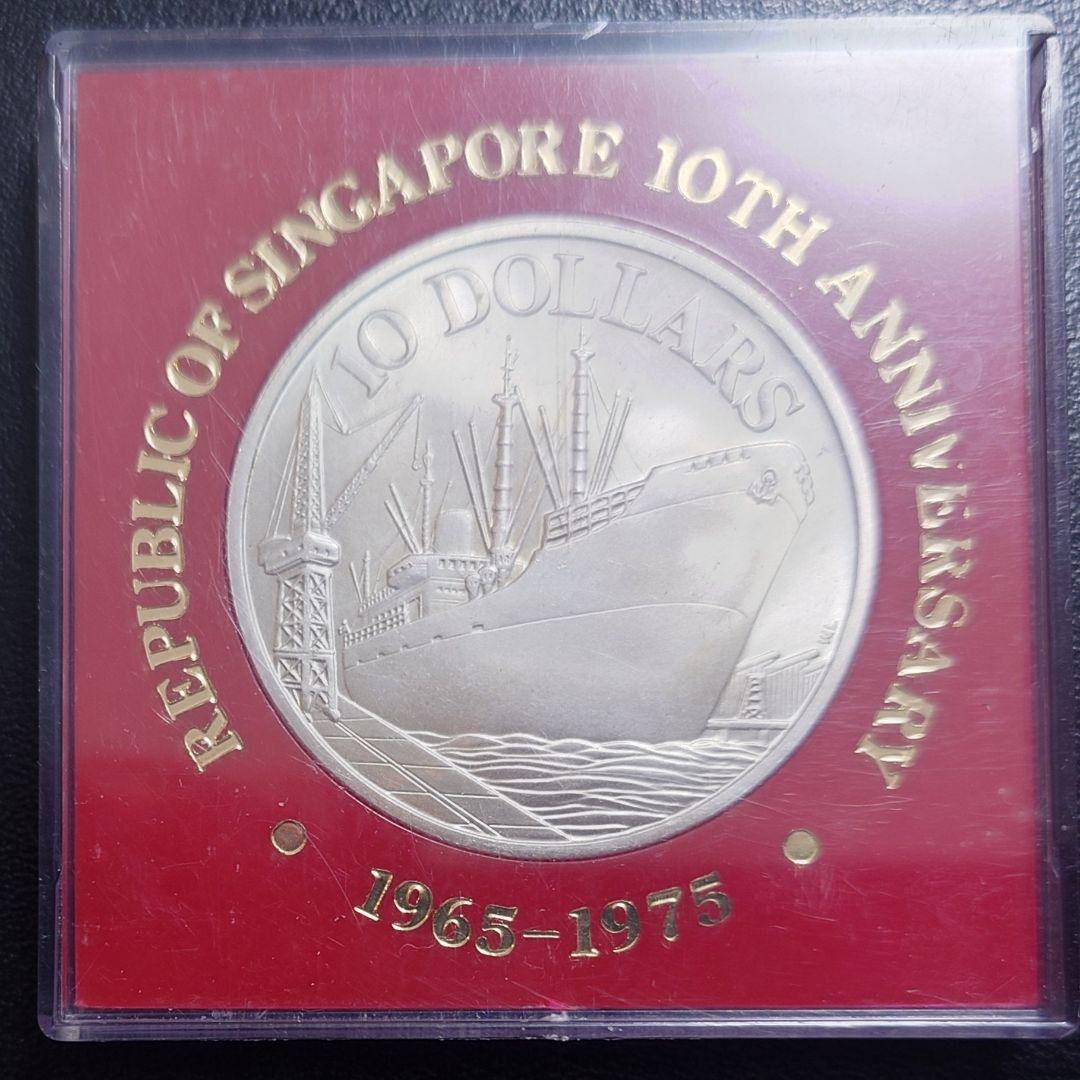 REPUBLIC OF SINGAPORE 10TH ANNIVERSARY
10 DOLLARS
1965-1975